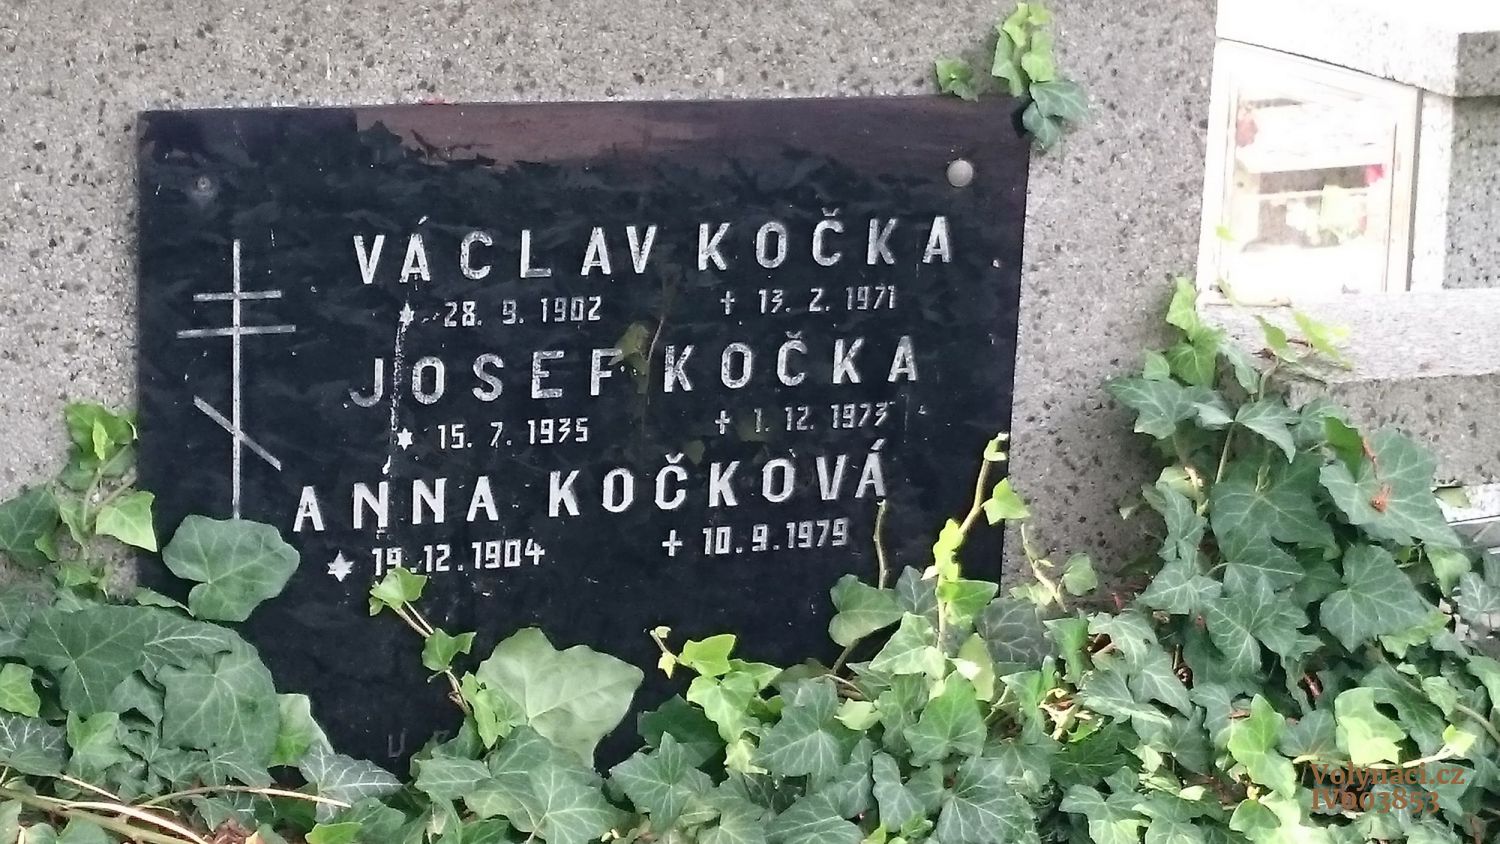 VÁCLAV KOČKA
✶ 28. 9. 1902 + 13. 2. 1971
JOSEF KOČKA
✶ 15. 7. 1935 + 1. 12. 1973
ANNA KOČKOVÁ
✶ 19.12.1904 + 10.9.1979
Volynaci.cz
IVb03853